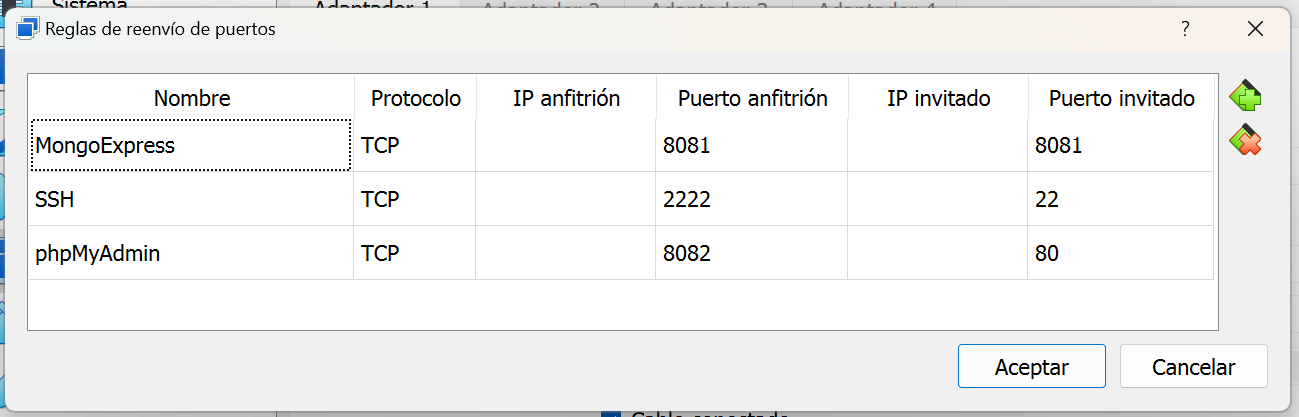 Sistema
Adaptador 1 Adaptador 2 Adaptador 3 Adaptador 4
Reglas de reenvío de puertos ?
Nombre Protocolo IP anfitrión Puerto anfitrión IP invitado Puerto invitado
MongoExpress TCP 8081 8081
SSH TCP 2222 22
phpMyAdmin TCP 8082 80
Aceptar Cancelar
Cable conectado